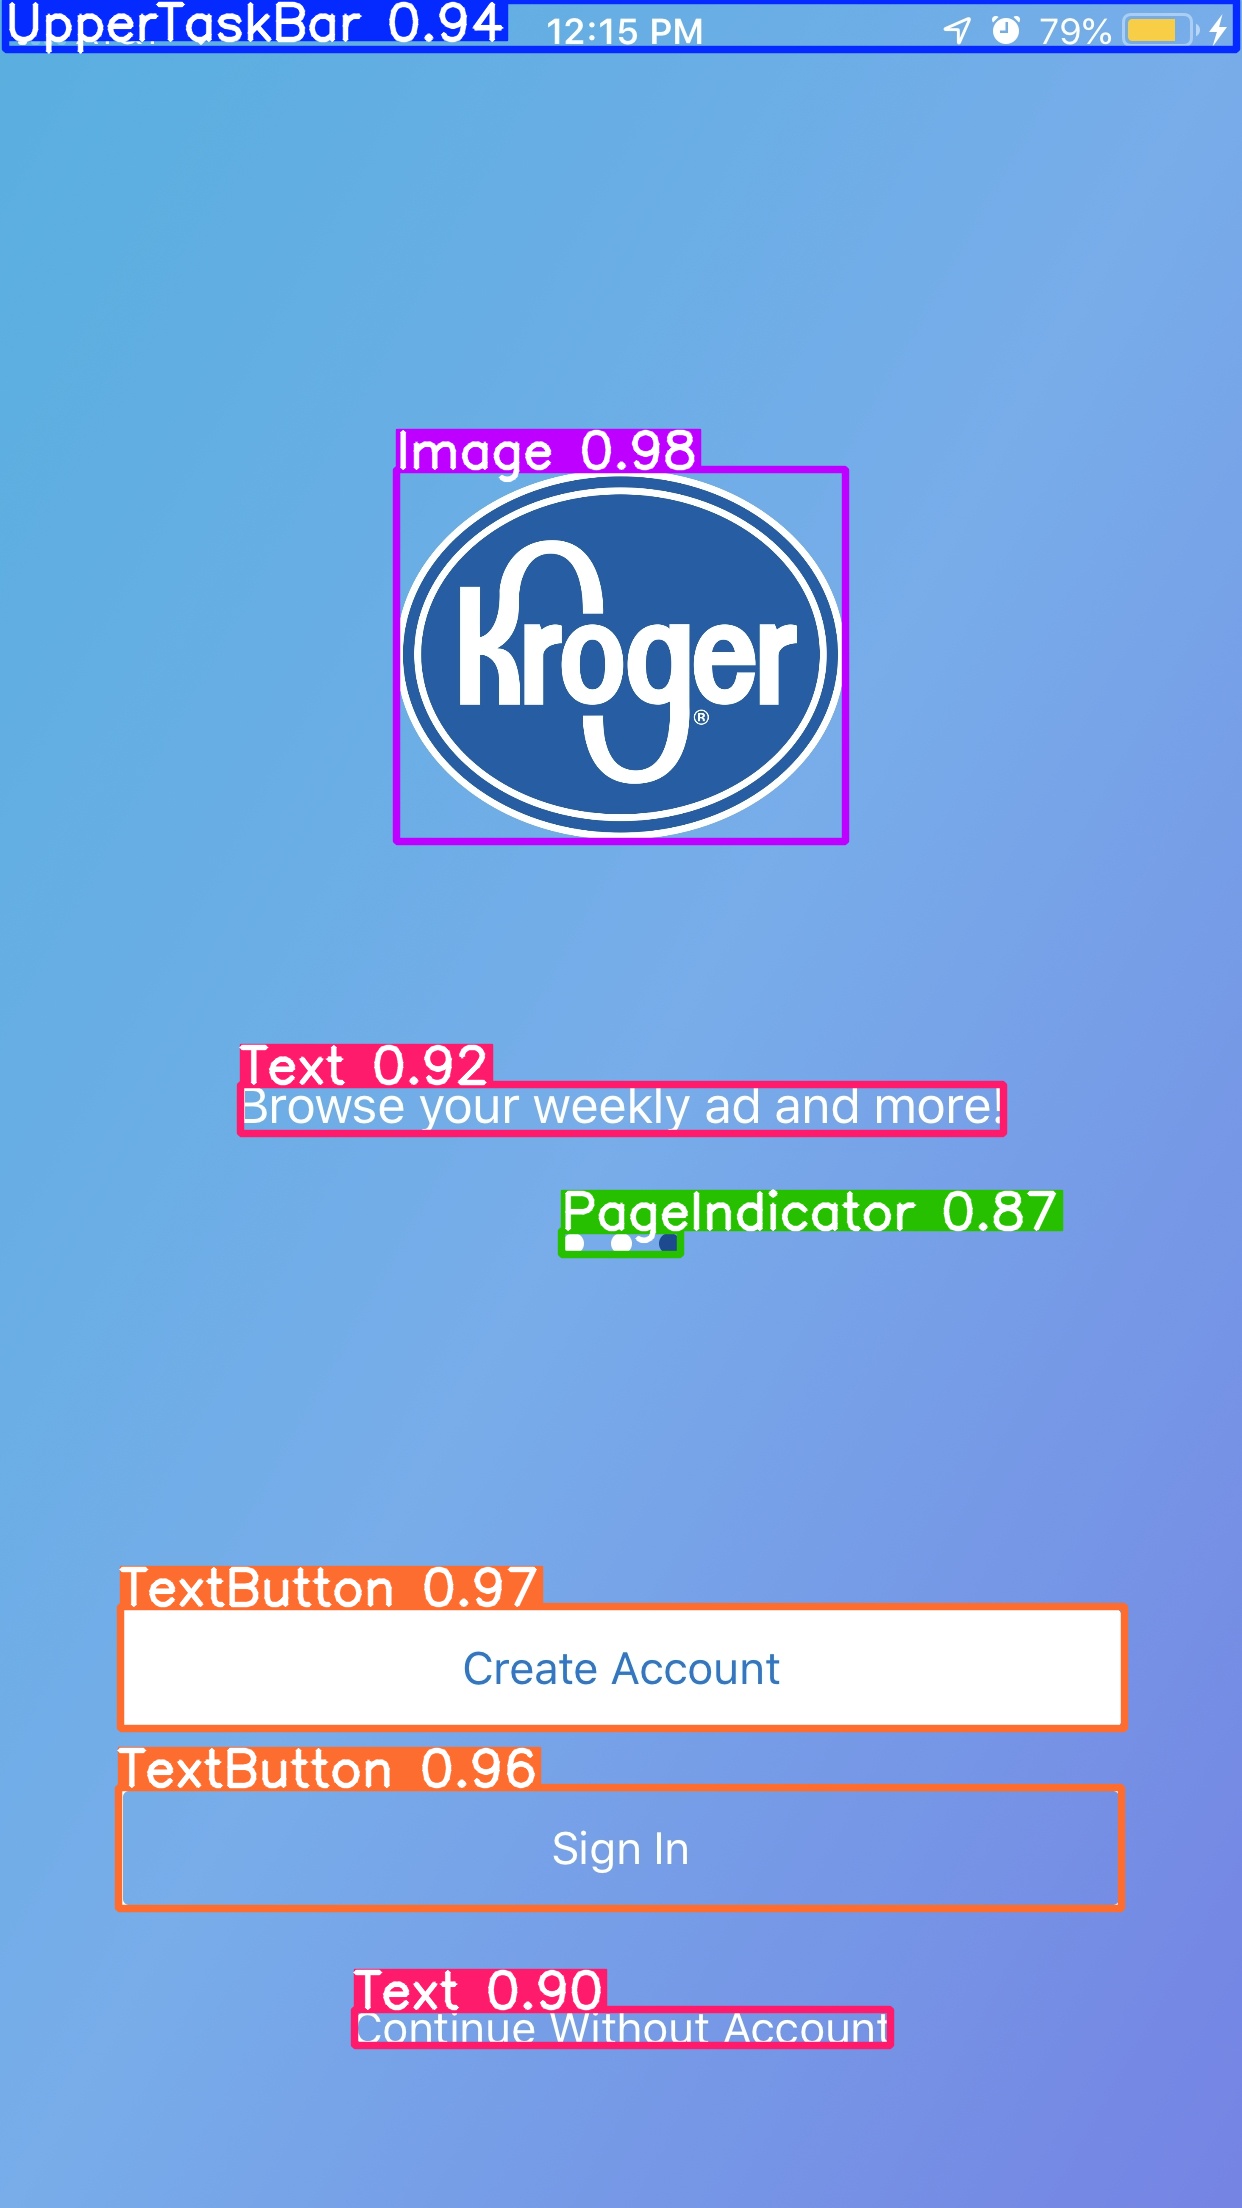 UpperTaskBar 0.94
12:15 PM
79%
Image 0.98
Kroger
®
Text 0.92
Browse your weekly ad and more!
PageIndicator 0.87
TextButton 0.97
Create Account
TextButton 0.96
Sign In
Text 0.90
Continue Without Account